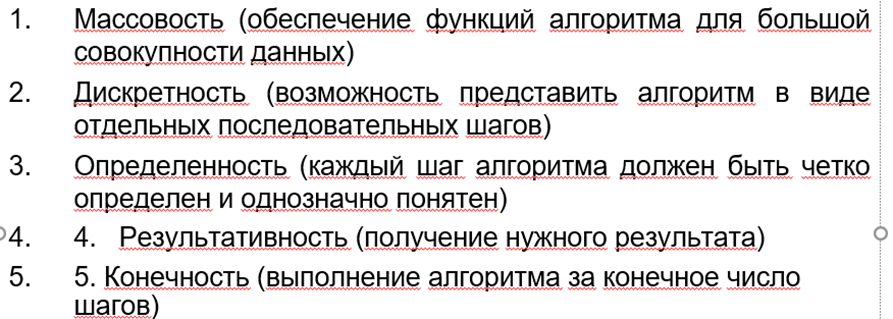 1. Массовость (обеспечение функций алгоритма для большой
совокупности данных)
2. Дискретность (возможность представить алгоритм в виде
отдельных последовательных шагов)
3. Определенность (каждый шаг алгоритма должен быть четко
определен и однозначно понятен)
4. 4. Результативность (получение нужного результата)
5. 5. Конечность (выполнение алгоритма за конечное число
шагов)